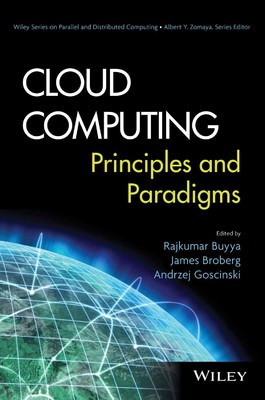 Wiley Series on Parallel and Distributed Computing • Albert Y. Zomaya, Series Editor
CLOUD
COMPUTING
Principles and
Paradigms
Edited by
Rajkumar Buyya
James Broberg
Andrzej Goscinski
WILEY